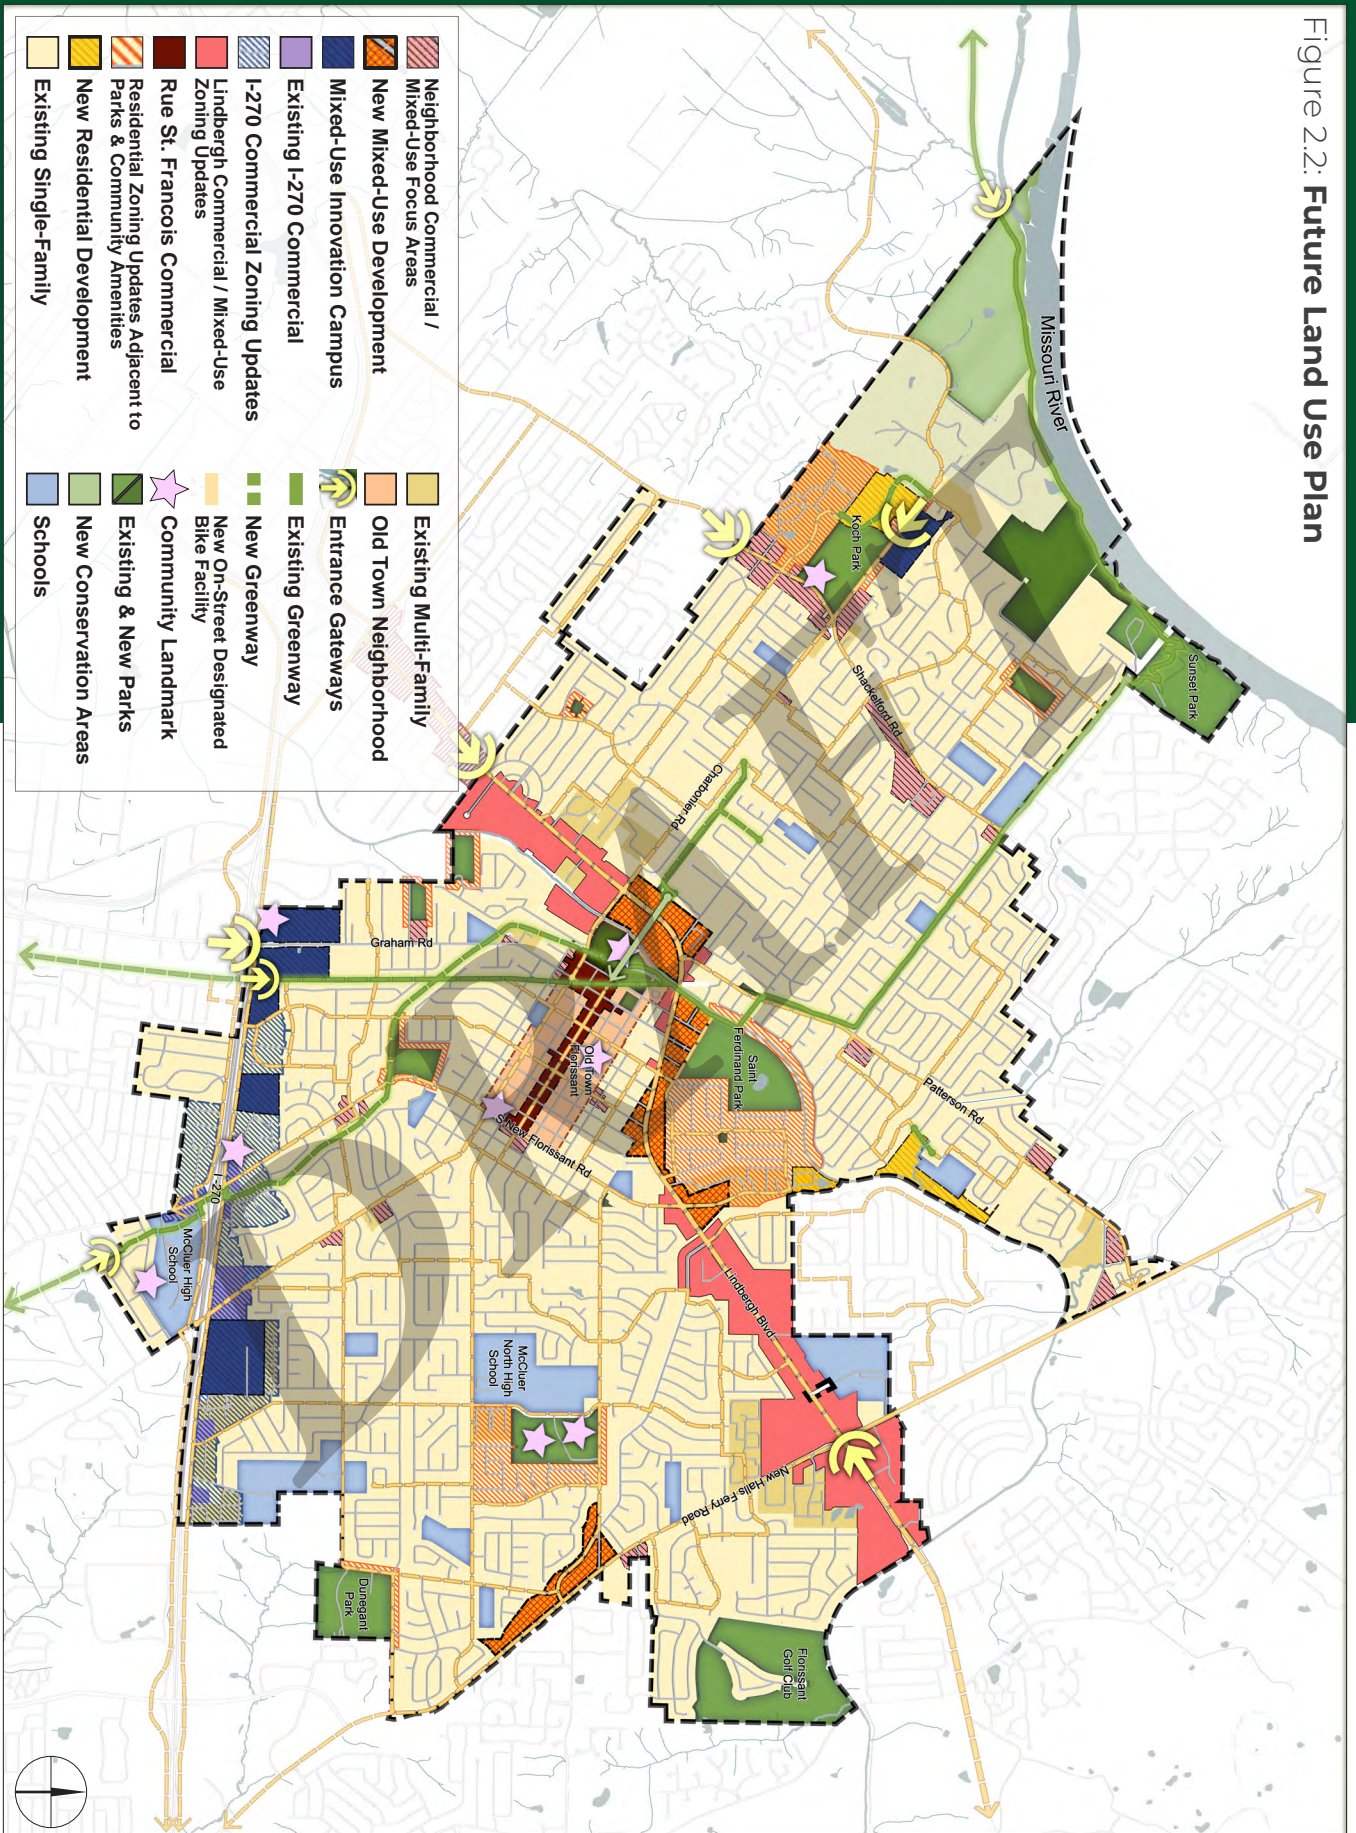 Figure 2.2: Future Land Use Plan
Neighborhood Commercial /
Mixed-Use Focus Areas
New Mixed-Use Development
Mixed-Use Innovation Campus
Existing I-270 Commercial
I-270 Commercial Zoning Updates
Lindbergh Commercial / Mixed-Use
Zoning Updates
Rue St. Francois Commercial
Residential Zoning Updates Adjacent to
Parks & Community Amenities
New Residential Development
Existing Single-Family
Existing Multi-Family
Old Town Neighborhood
Entrance Gateways
Existing Greenway
New Greenway
New On-Street Designated
Bike Facility
Community Landmark
Existing & New Parks
New Conservation Areas
Schools
Missouri River
Sunset Park
Koch Park
Shackelford Rd
Charbonier Rd
Graham Rd
Saint
Ferdinand Park
Patterson Rd
Old Town
Florissant
S New Florissant Rd
Lindbergh Blvd
I-270
McCluer High
School
McCluer
North High
School
New Halls Ferry Road
Dunegant
Park
Florissant
Golf Club
DRAFT